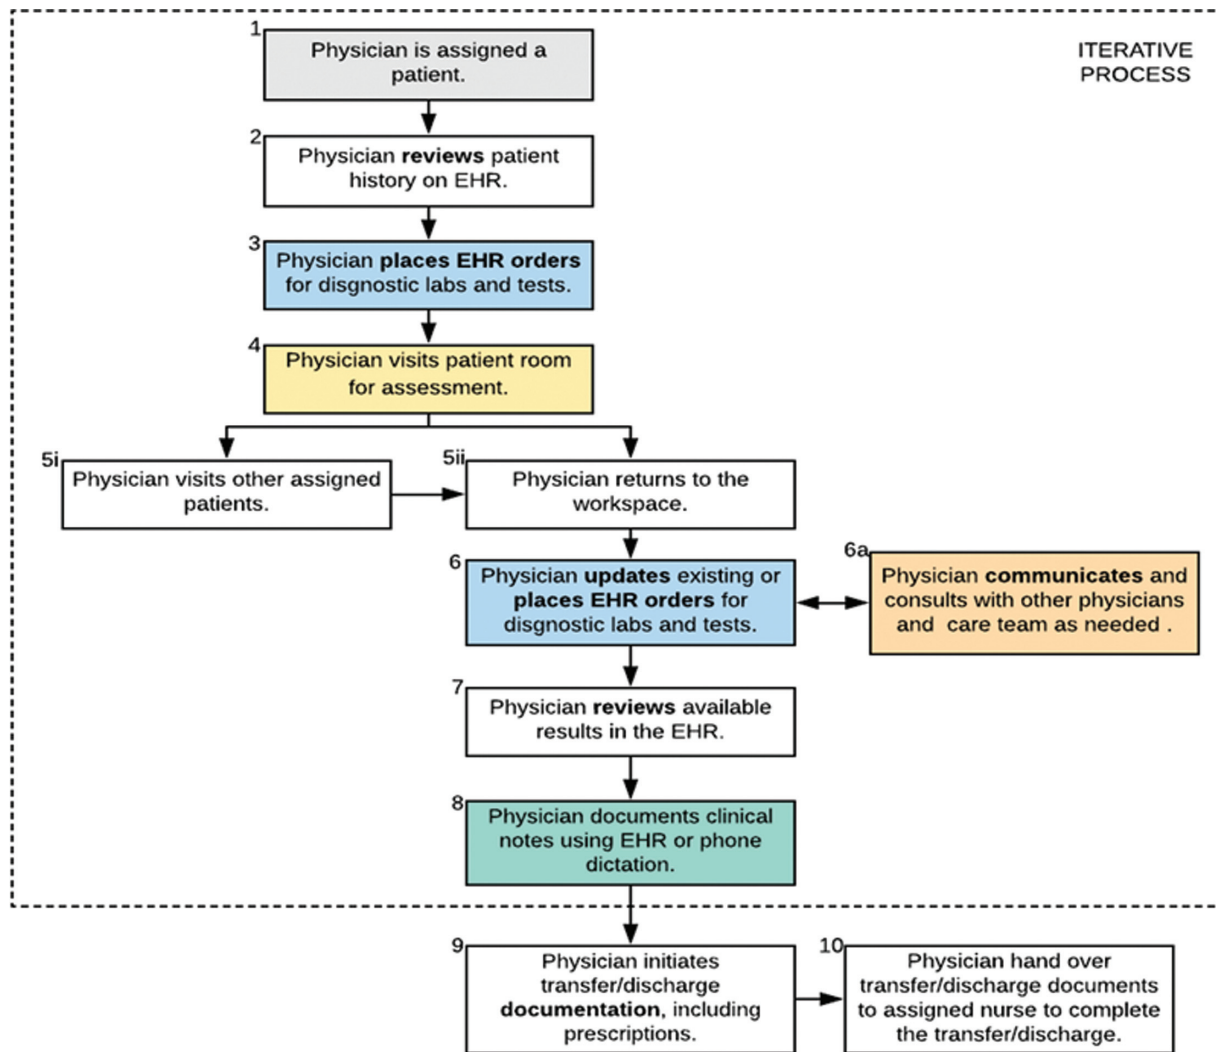 1
Physician is assigned a
patient.
ITERATIVE
PROCESS
2
Physician reviews patient
history on EHR.
3
Physician places EHR orders
for disgnostic labs and tests.
4
Physician visits patient room
for assessment.
5i
Physician visits other assigned
patients.
5ii
Physician returns to the
workspace.
6
Physician updates existing or
places EHR orders for
disgnostic labs and tests.
6a
Physician communicates and
consults with other physicians
and care team as needed .
7
Physician reviews available
results in the EHR.
8
Physician documents clinical
notes using EHR or phone
dictation.
9
Physician initiates
transfer/discharge
documentation, including
prescriptions.
10
Physician hand over
transfer/discharge documents
to assigned nurse to complete
the transfer/discharge.